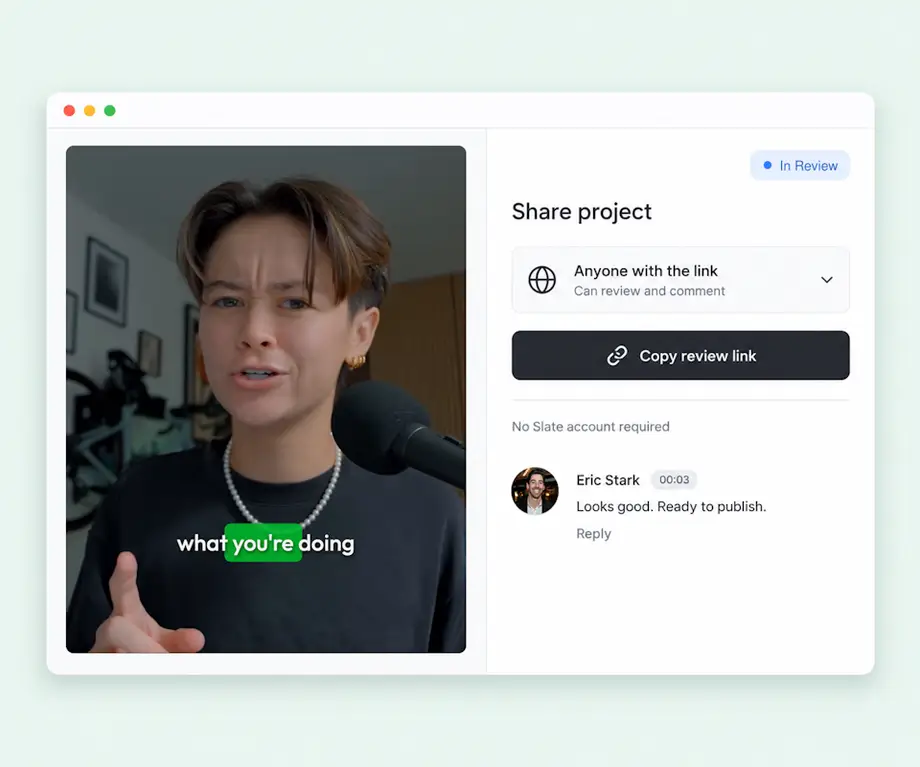 what you're doing
In Review
Share project
Anyone with the link
Can review and comment
Copy review link
No Slate account required
Eric Stark 00:03
Looks good. Ready to publish.
Reply